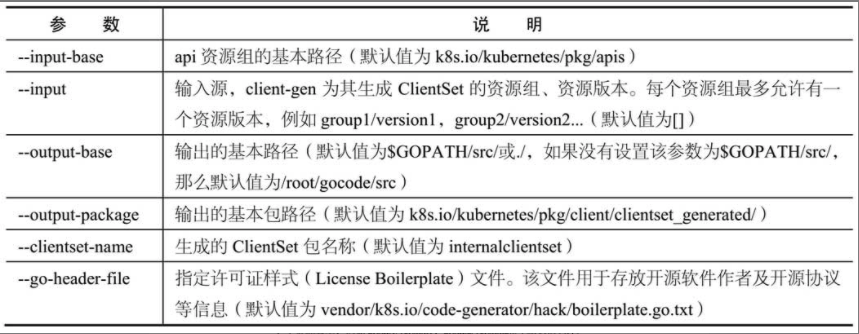 参 数 说 明
--input-base api 资源组的基本路径（默认值为 k8s.io/kubernetes/pkg/apis）
--input 输入源，client-gen 为其生成 ClientSet 的资源组、资源版本。每个资源组最多允许有一
个资源版本，例如 group1/version1，group2/version2...（默认值为[]）
--output-base 输出的基本路径（默认值为$GOPATH/src/或./，如果没有设置该参数为$GOPATH/src/，
那么默认值为/root/gocode/src）
--output-package 输出的基本包路径（默认值为 k8s.io/kubernetes/pkg/client/clientset_generated/）
--clientset-name 生成的 ClientSet 包名称（默认值为 internalclientset）
--go-header-file 指定许可证样式（License Boilerplate）文件。该文件用于存放开源软件作者及开源协议
等信息（默认值为 vendor/k8s.io/code-generator/hack/boilerplate.go.txt）